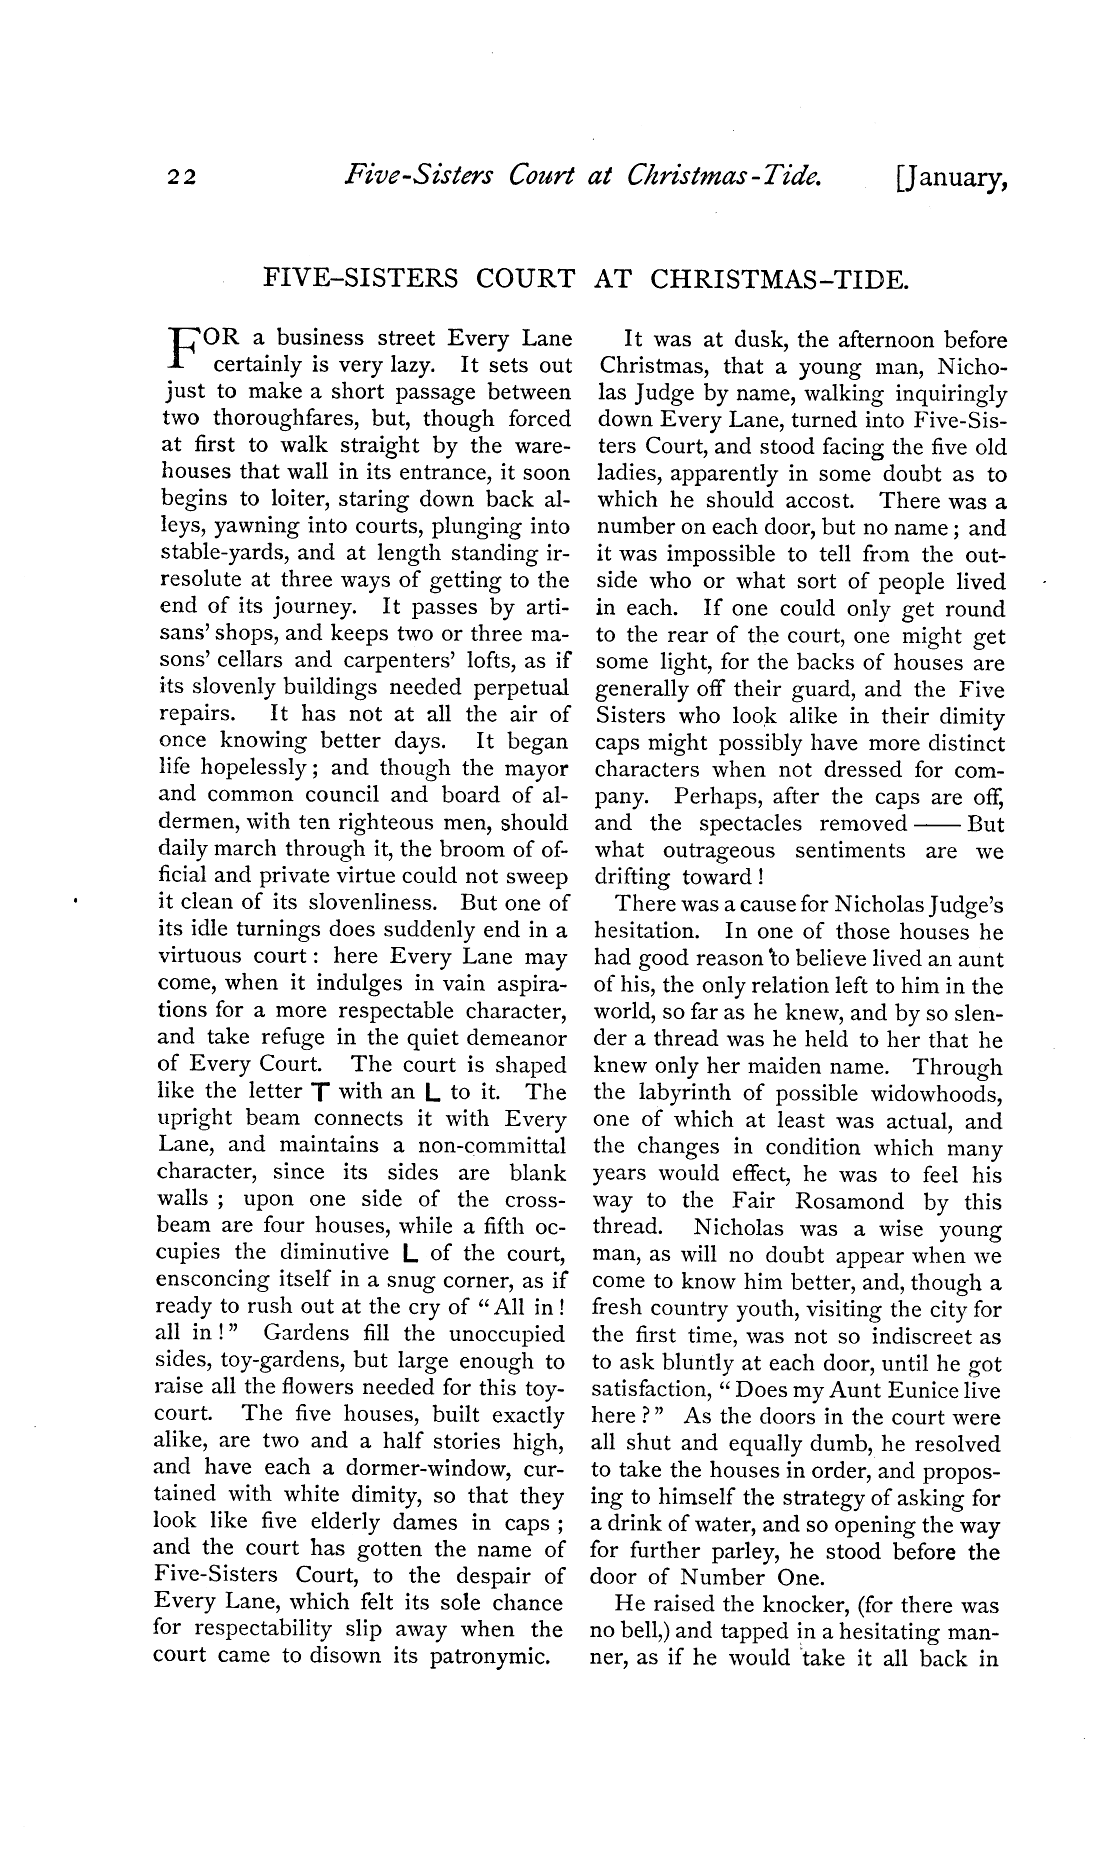 22 Five-Sisters Court at Christmas-Tide. [January,
FIVE-SISTERS COURT AT CHRISTMAS-TIDE.
FOR a business street Every Lane
certainly is very lazy. It sets out
just to make a short passage between
two thoroughfares, but, though forced
at first to walk straight by the ware-
houses that wall in its entrance, it soon
begins to loiter, staring down back al-
leys, yawning into courts, plunging into
stable-yards, and at length standing ir-
resolute at three ways of getting to the
end of its journey. It passes by arti-
sans' shops, and keeps two or three ma-
sons' cellars and carpenters' lofts, as if
its slovenly buildings needed perpetual
repairs. It has not at all the air of
once knowing better days. It began
life hopelessly; and though the mayor
and common council and board of al-
dermen, with ten righteous men, should
daily march through it, the broom of of-
ficial and private virtue could not sweep
it clean of its slovenliness. But one of
its idle turnings does suddenly end in a
virtuous court: here Every Lane may
come, when it indulges in vain aspira-
tions for a more respectable character,
and take refuge in the quiet demeanor
of Every Court. The court is shaped
like the letter T with an L to it. The
upright beam connects it with Every
Lane, and maintains a non-committal
character, since its sides are blank
walls; upon one side of the cross-
beam are four houses, while a fifth oc-
cupies the diminutive L of the court,
ensconcing itself in a snug corner, as if
ready to rush out at the cry of "All in!
all in!" Gardens fill the unoccupied
sides, toy-gardens, but large enough to
raise all the flowers needed for this toy-
court. The five houses, built exactly
alike, are two and a half stories high,
and have each a dormer-window, cur-
tained with white dimity, so that they
look like five elderly dames in caps;
and the court has gotten the name of
Five-Sisters Court, to the despair of
Every Lane, which felt its sole chance
for respectability slip away when the
court came to disown its patronymic.
It was at dusk, the afternoon before
Christmas, that a young man, Nicho-
las Judge by name, walking inquiringly
down Every Lane, turned into Five-Sis-
ters Court, and stood facing the five old
ladies, apparently in some doubt as to
which he should accost. There was a
number on each door, but no name; and
it was impossible to tell from the out-
side who or what sort of people lived
in each. If one could only get round
to the rear of the court, one might get
some light, for the backs of houses are
generally off their guard, and the Five
Sisters who look alike in their dimity
caps might possibly have more distinct
characters when not dressed for com-
pany. Perhaps, after the caps are off,
and the spectacles removed —— But
what outrageous sentiments are we
drifting toward!
There was a cause for Nicholas Judge's
hesitation. In one of those houses he
had good reason to believe lived an aunt
of his, the only relation left to him in the
world, so far as he knew, and by so slen-
der a thread was he held to her that he
knew only her maiden name. Through
the labyrinth of possible widowhoods,
one of which at least was actual, and
the changes in condition which many
years would effect, he was to feel his
way to the Fair Rosamond by this
thread. Nicholas was a wise young
man, as will no doubt appear when we
come to know him better, and, though a
fresh country youth, visiting the city for
the first time, was not so indiscreet as
to ask bluntly at each door, until he got
satisfaction, "Does my Aunt Eunice live
here?" As the doors in the court were
all shut and equally dumb, he resolved
to take the houses in order, and propos-
ing to himself the strategy of asking for
a drink of water, and so opening the way
for further parley, he stood before the
door of Number One.
He raised the knocker, (for there was
no bell,) and tapped in a hesitating man-
ner, as if he would take it all back in